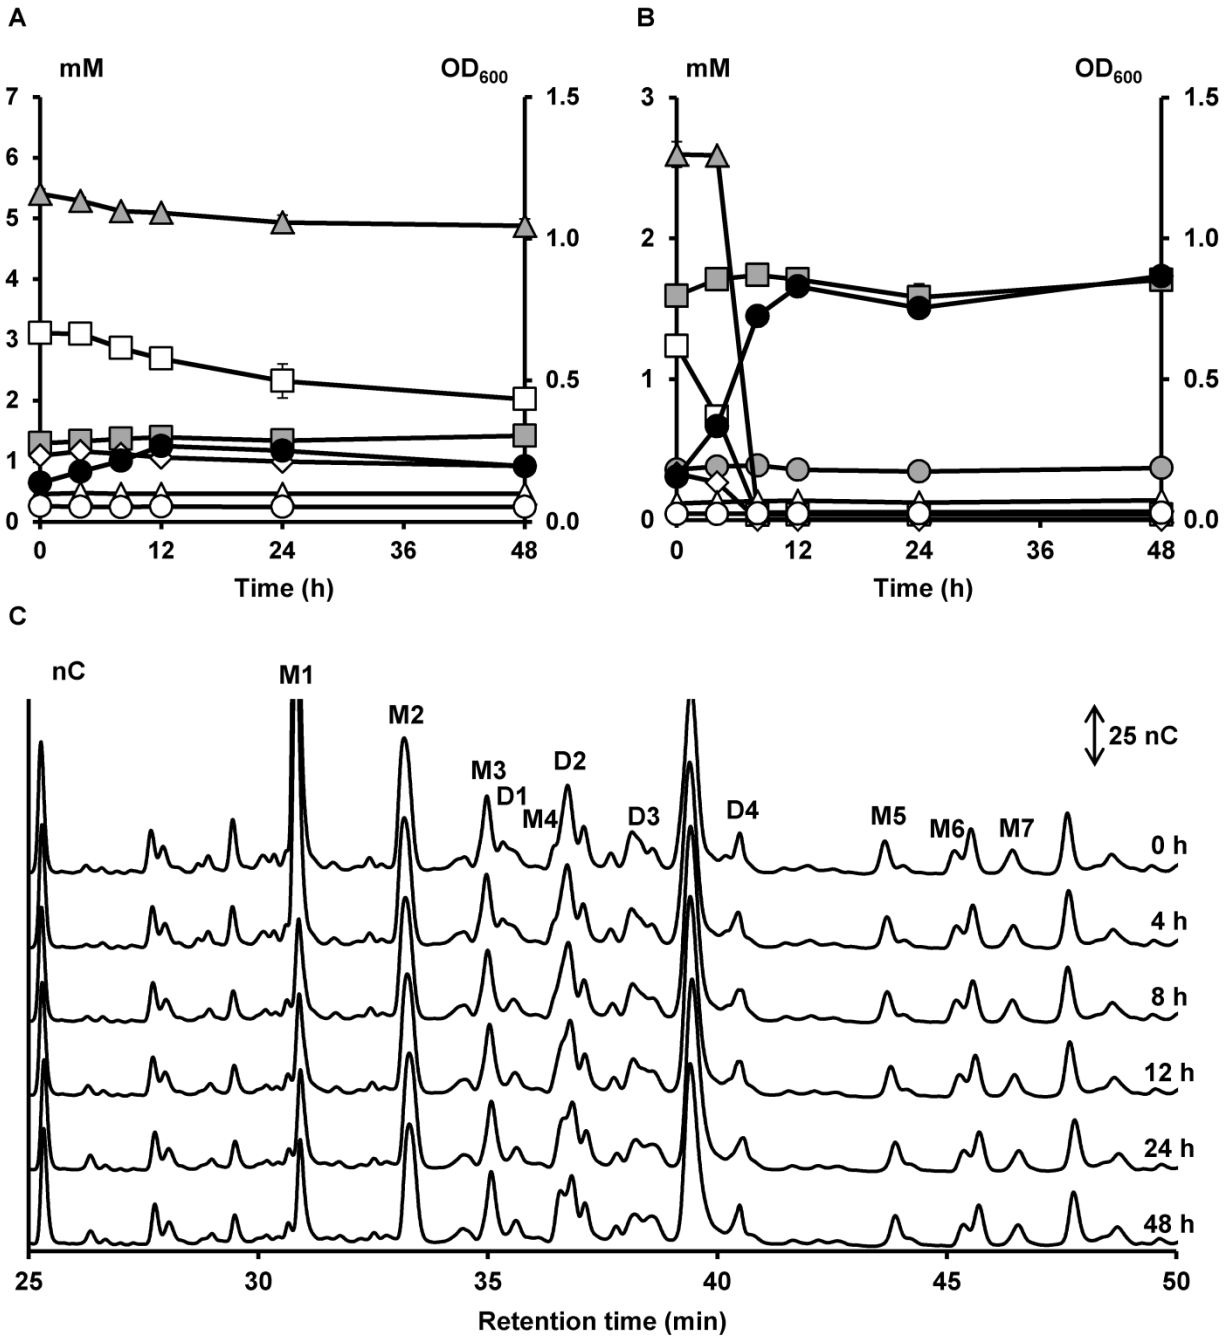 A
B
mM
OD600
mM
OD600
7
6
5
4
3
2
1
0
1.5
1.0
0.5
0.0
3
2
1
0
1.5
1.0
0.5
0.0
0 12 24 36 48
0 12 24 36 48
Time (h)
Time (h)
C
nC
M1
M2
M3
D1
M4
D2
D3
D4
M5
M6
M7
25 nC
0 h
4 h
8 h
12 h
24 h
48 h
25 30 35 40 45 50
Retention time (min)